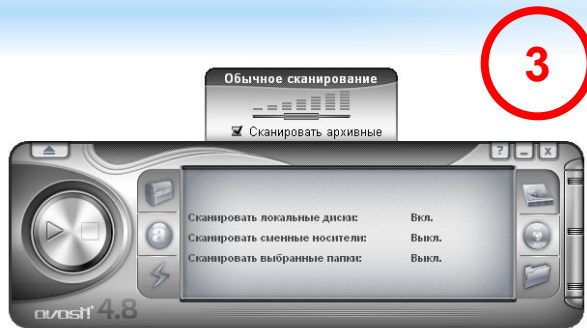 3
Обычное сканирование
Сканировать архивные
? _ x
Сканировать локальные диски: Вкл.
Сканировать сменные носители: Выкл.
Сканировать выбранные папки: Выкл.
a
avast! 4.8